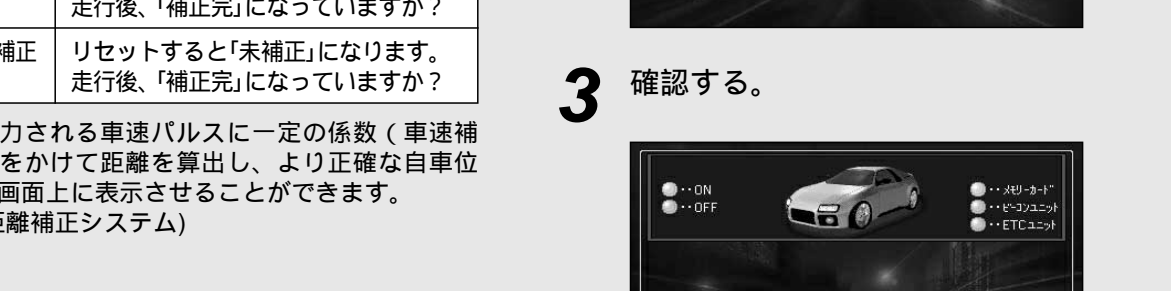 走行後、「補正完」になっていますか？
補正
リセットすると「未補正」になります。
走行後、「補正完」になっていますか？
力される車速パルスに一定の係数（車速補
をかけて距離を算出し、より正確な自車位
画面上に表示させることができます。
距離補正システム)
3 確認する。
・・ON
・・OFF
・・メモリーカード
・・ビーコンユニット
・・ETCユニット